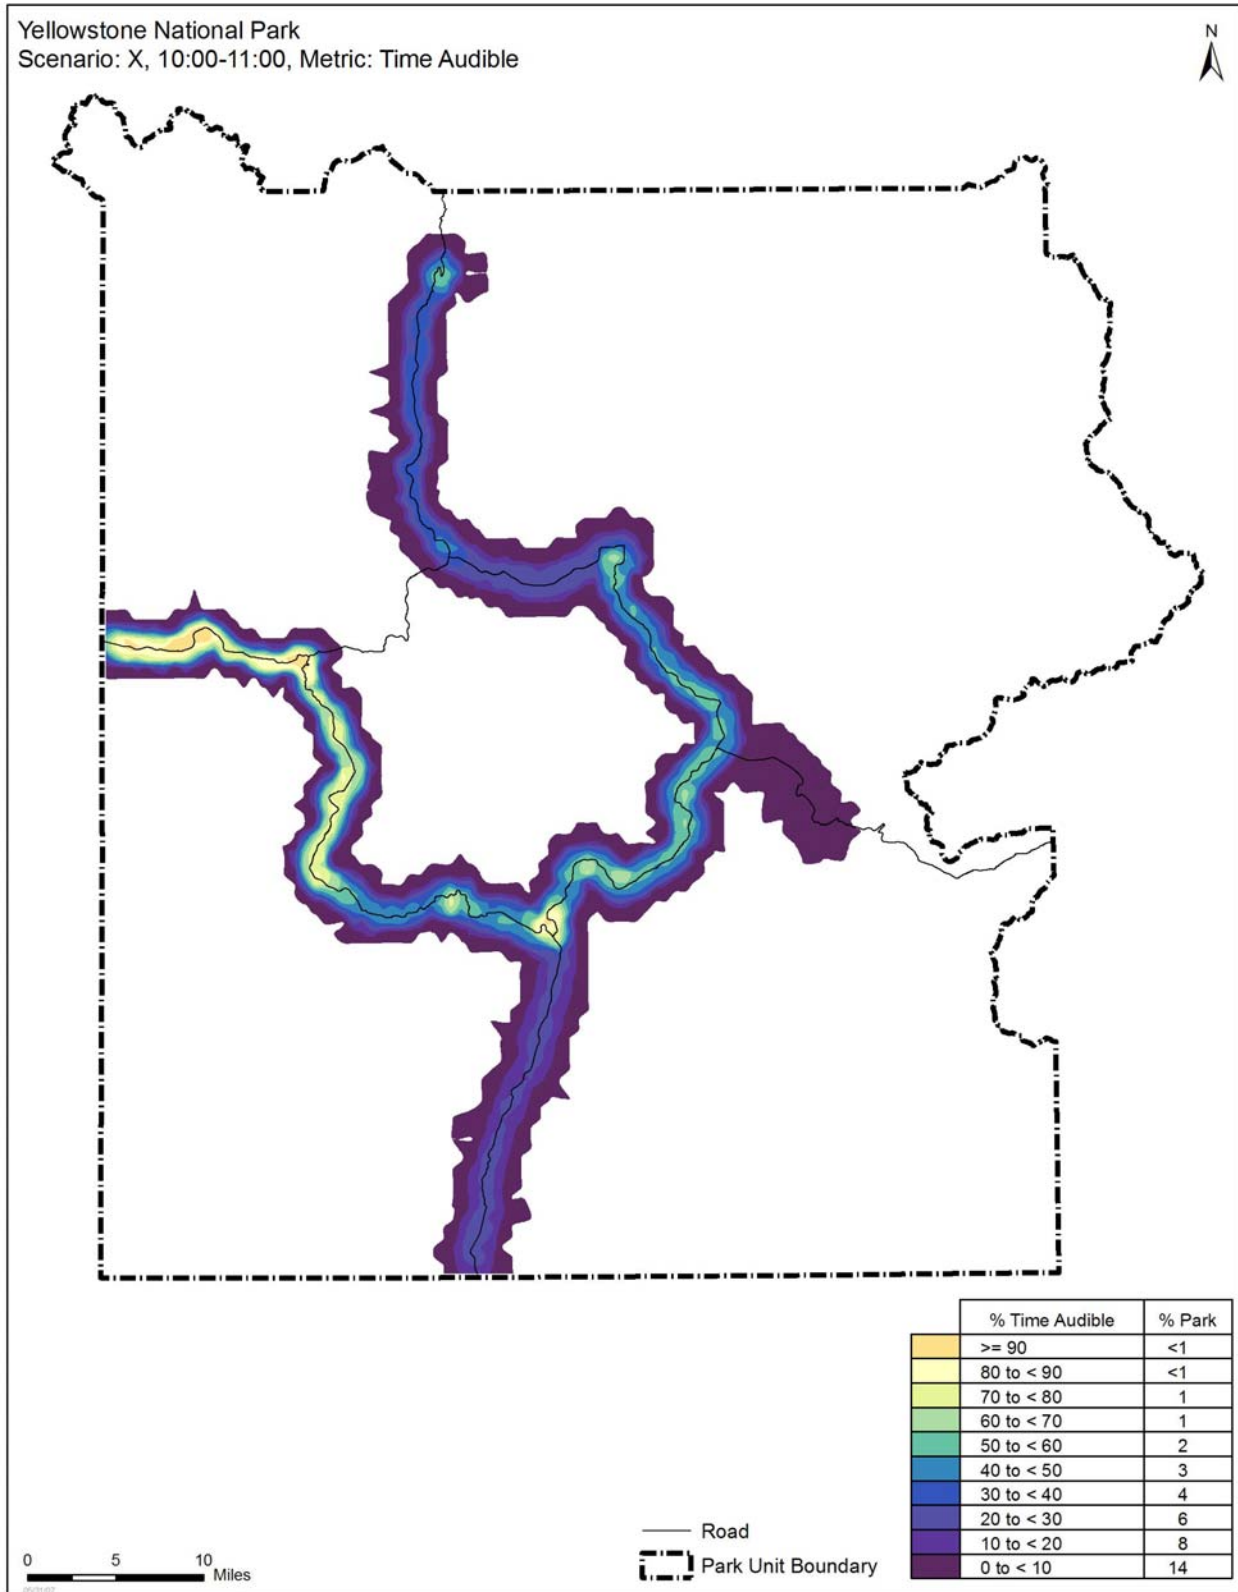 Yellowstone National Park
Scenario: X, 10:00-11:00, Metric: Time Audible
N
% Time Audible % Park
>= 90 <1
80 to < 90 <1
70 to < 80 1
60 to < 70 1
50 to < 60 2
40 to < 50 3
30 to < 40 4
20 to < 30 6
10 to < 20 8
0 to < 10 14
Road
Park Unit Boundary
0 5 10 Miles